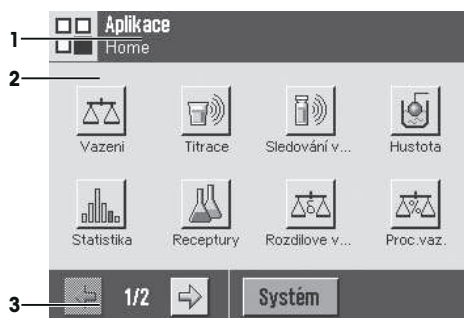 Aplikace
1
Home
2
Vazeni Titrace Sledování v... Hustota
Statistika Receptury Rozdilove v... Proc.vaz.
3 1/2 Systém